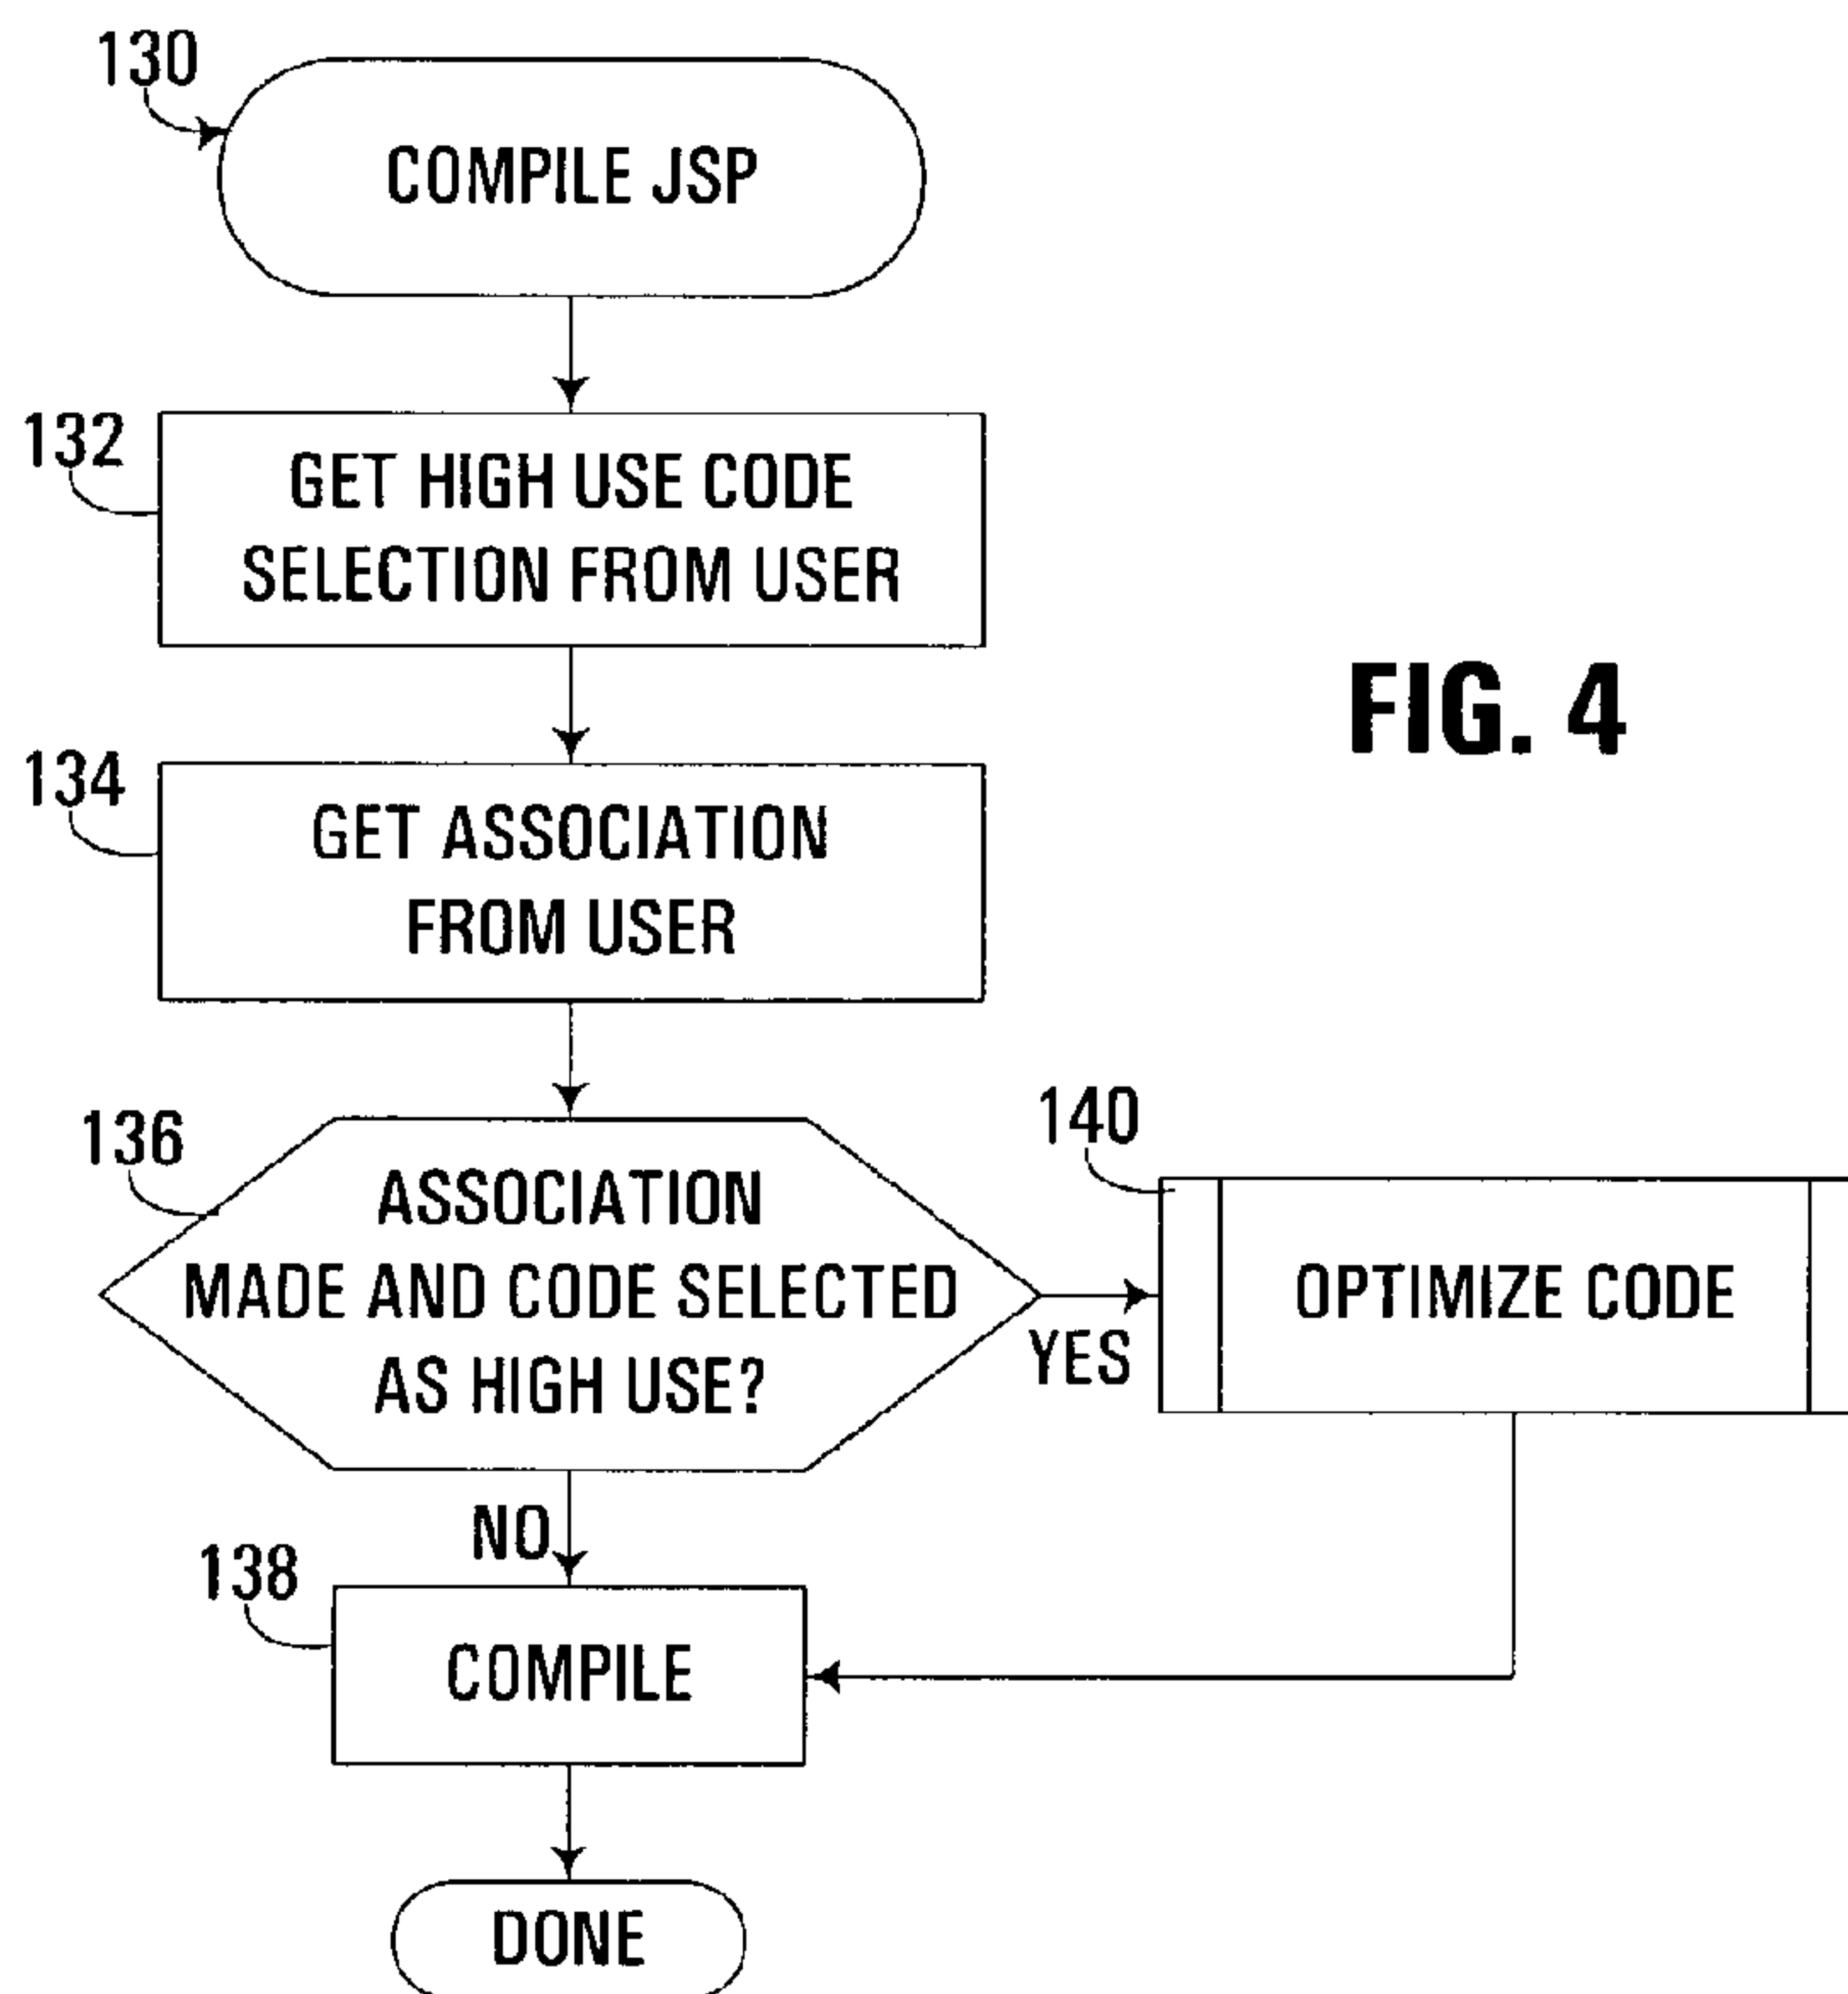 130
COMPILE JSP
132
GET HIGH USE CODE
SELECTION FROM USER
FIG. 4
134
GET ASSOCIATION
FROM USER
136
ASSOCIATION
MADE AND CODE SELECTED
AS HIGH USE?
YES
140
OPTIMIZE CODE
NO
138
COMPILE
DONE